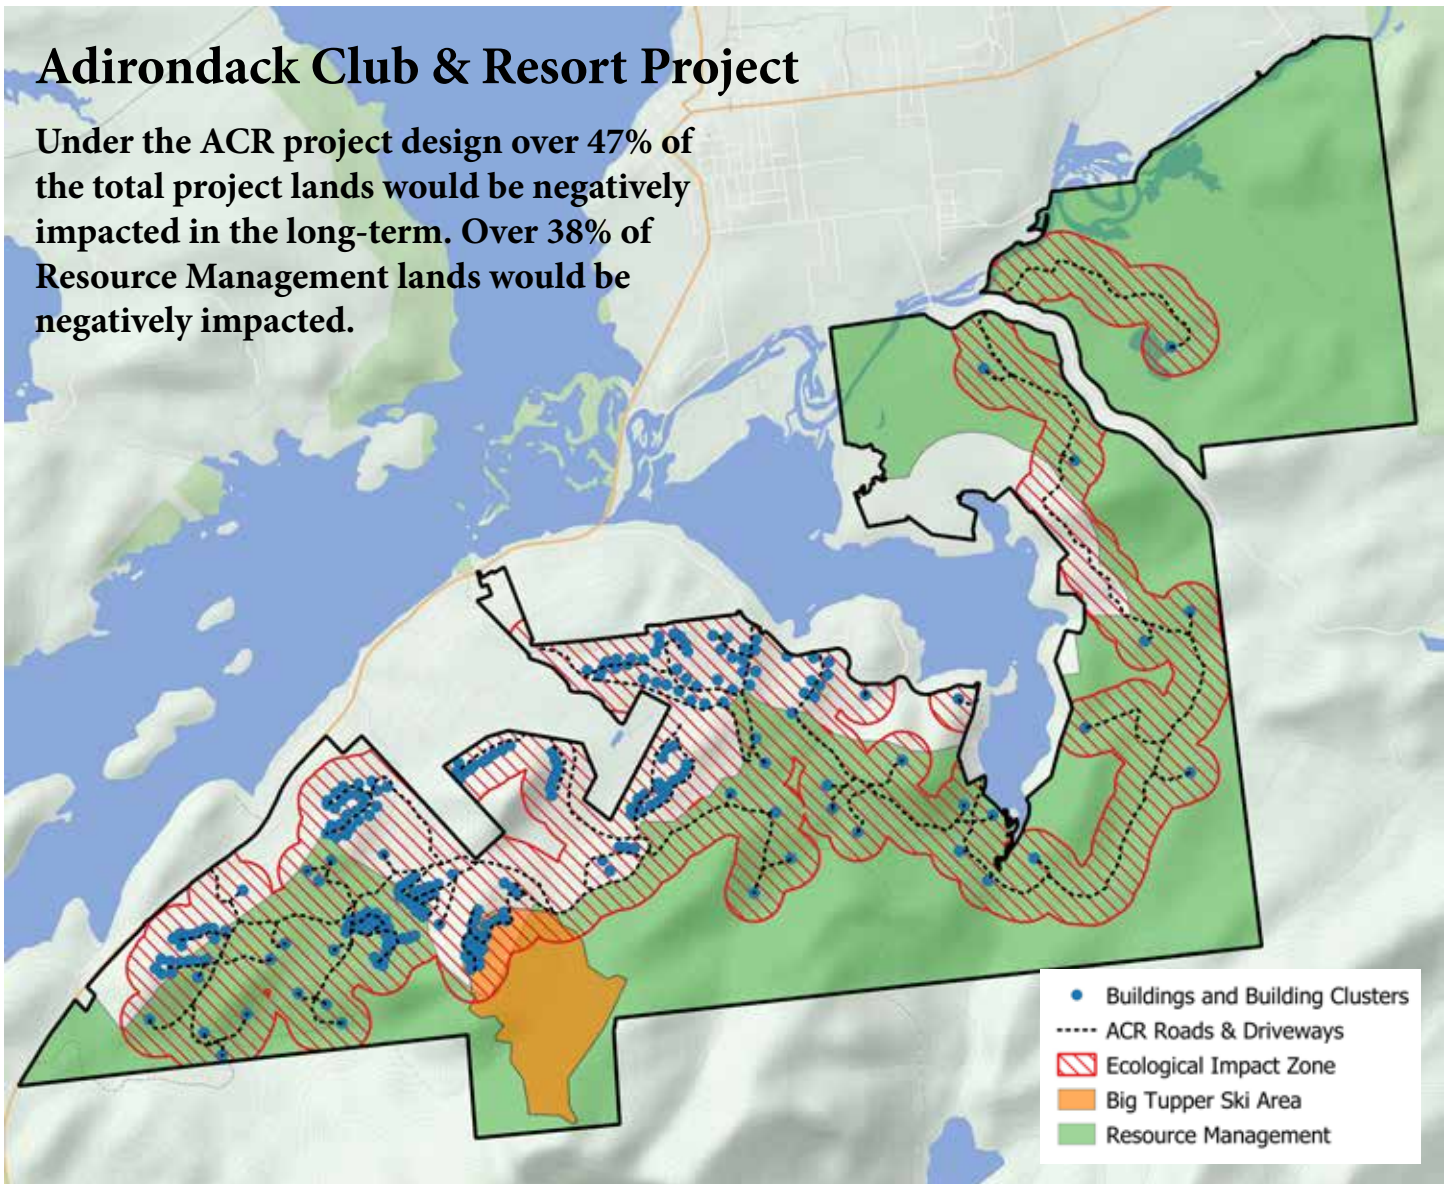 Adirondack Club & Resort Project
Under the ACR project design over 47% of
the total project lands would be negatively
impacted in the long-term. Over 38% of
Resource Management lands would be
negatively impacted.
Buildings and Building Clusters
ACR Roads & Driveways
Ecological Impact Zone
Big Tupper Ski Area
Resource Management